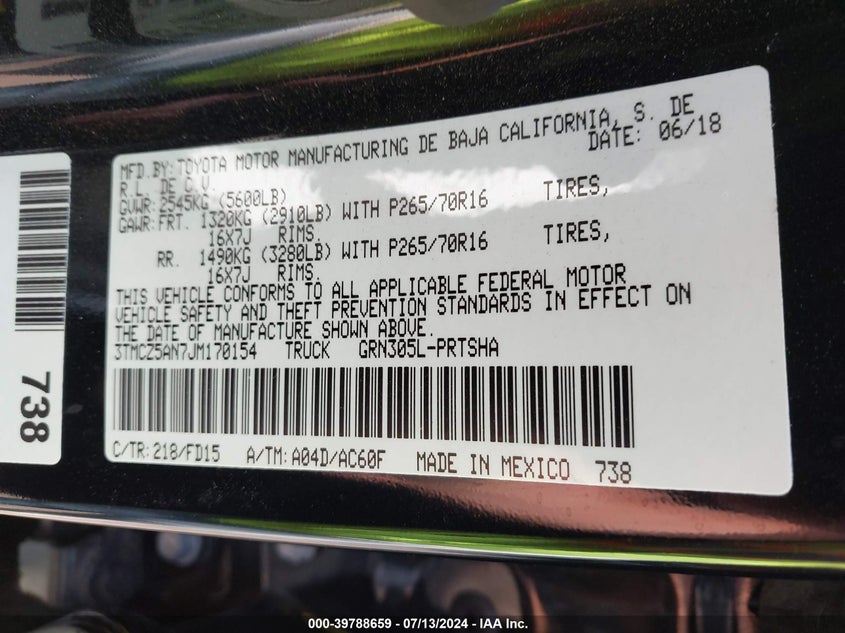 MFD.BY:TOYOTA MOTOR MANUFACTURING DE BAJA CALIFORNIA, S. DE
R.L. DE C.V. DATE: 06/18
GVWR:2545KG (5600LB)
GAWR:FRT. 1320KG (2910LB) WITH P265/70R16 TIRES,
16X7J RIMS.
RR. 1490KG (3280LB) WITH P265/70R16 TIRES,
16X7J RIMS.
THIS VEHICLE CONFORMS TO ALL APPLICABLE FEDERAL MOTOR
VEHICLE SAFETY AND THEFT PREVENTION STANDARDS IN EFFECT ON
THE DATE OF MANUFACTURE SHOWN ABOVE.
3TMCZ5AN7JM170154 TRUCK GRN305L-PRTSHA
C/TR:218/FD15 A/TM:A04D/AC60F MADE IN MEXICO 738
738
000-39788659 - 07/13/2024 - IAA Inc.